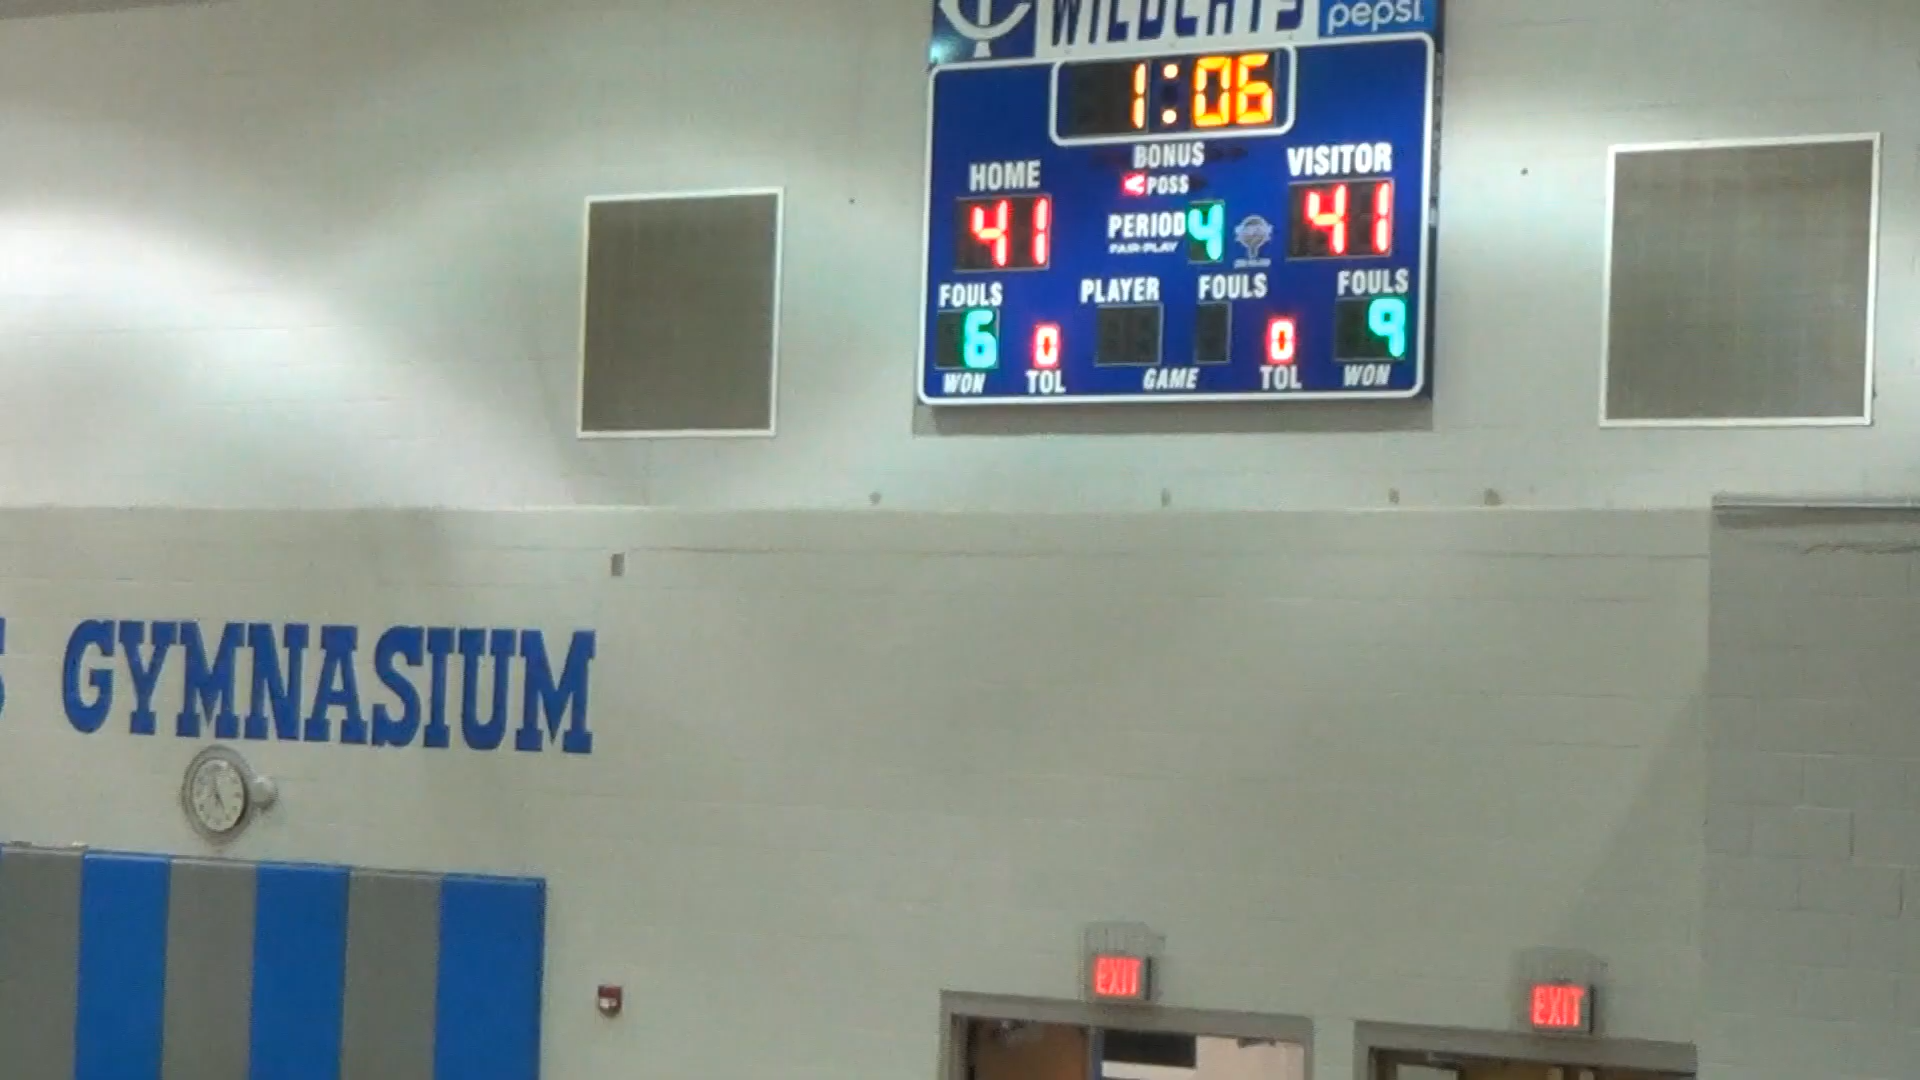 WILDCATS
pepsi.
1:06
BONUS
HOME
VISITOR
< POSS
41
PERIOD 4
41
FAIR-PLAY
FOULS
PLAYER
FOULS
FOULS
6
0
0
9
WON
TOL
GAME
TOL
WON
GYMNASIUM
EXIT
EXIT